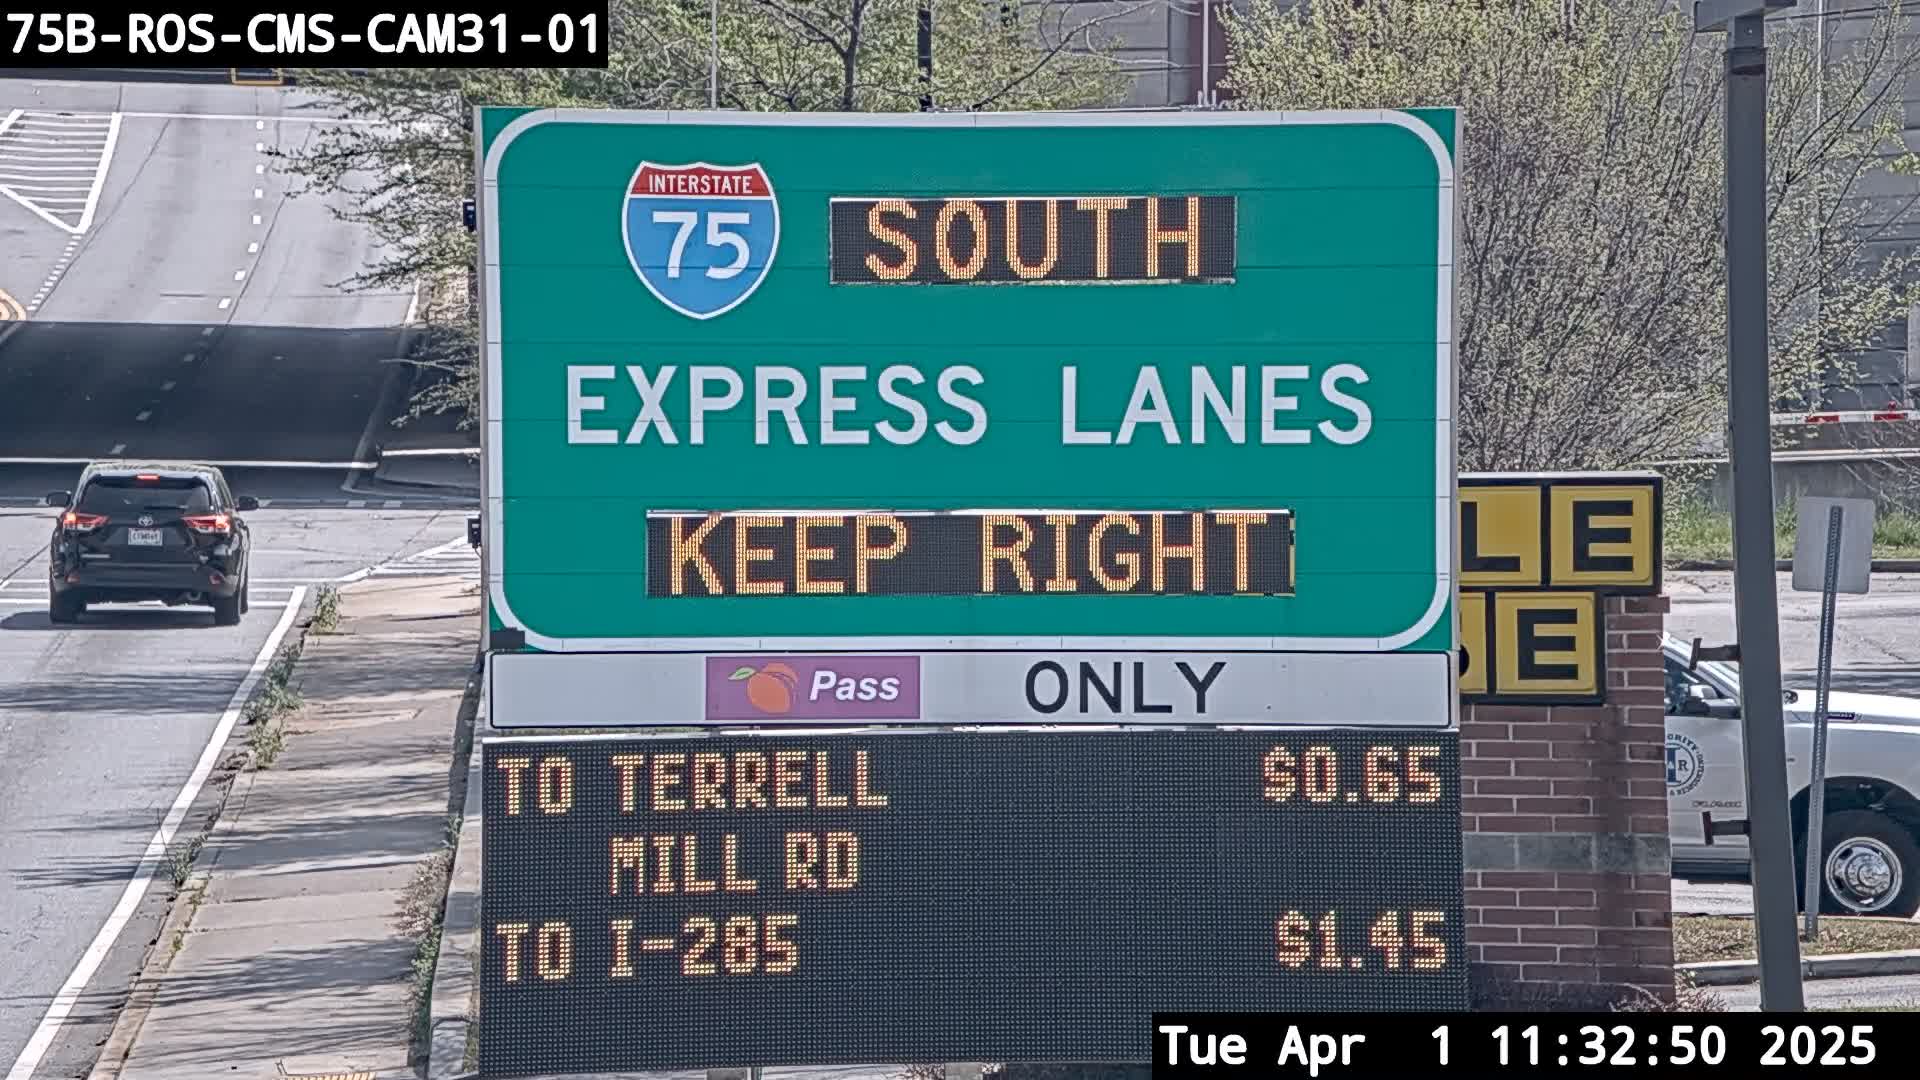 75B-ROS-CMS-CAM31-01
INTERSTATE
75
SOUTH
EXPRESS LANES
KEEP RIGHT
Pass ONLY
TO TERRELL $0.65
MILL RD
TO I-285 $1.45
LE
E
Tue Apr 1 11:32:50 2025